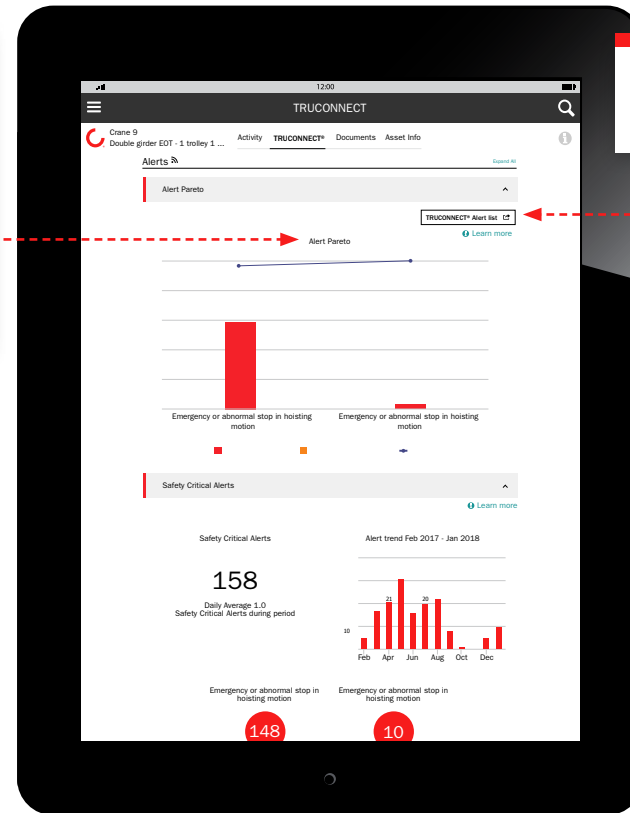 12:00
TRUCONNECT
Crane 9
Double girder EOT - 1 trolley 1 ...
Activity TRUCONNECT® Documents Asset Info
Alerts
Expand All
Alert Pareto
TRUCONNECT® Alert list
Learn more
Alert Pareto
Emergency or abnormal stop in hoisting
motion
Emergency or abnormal stop in hoisting
motion
Safety Critical Alerts
Learn more
Safety Critical Alerts
158
Daily Average 1.0
Safety Critical Alerts during period
Alert trend Feb 2017 - Jan 2018
21
20
10
Feb Apr Jun Aug Oct Dec
Emergency or abnormal stop in
hoisting motion
148
Emergency or abnormal stop in
hoisting motion
10